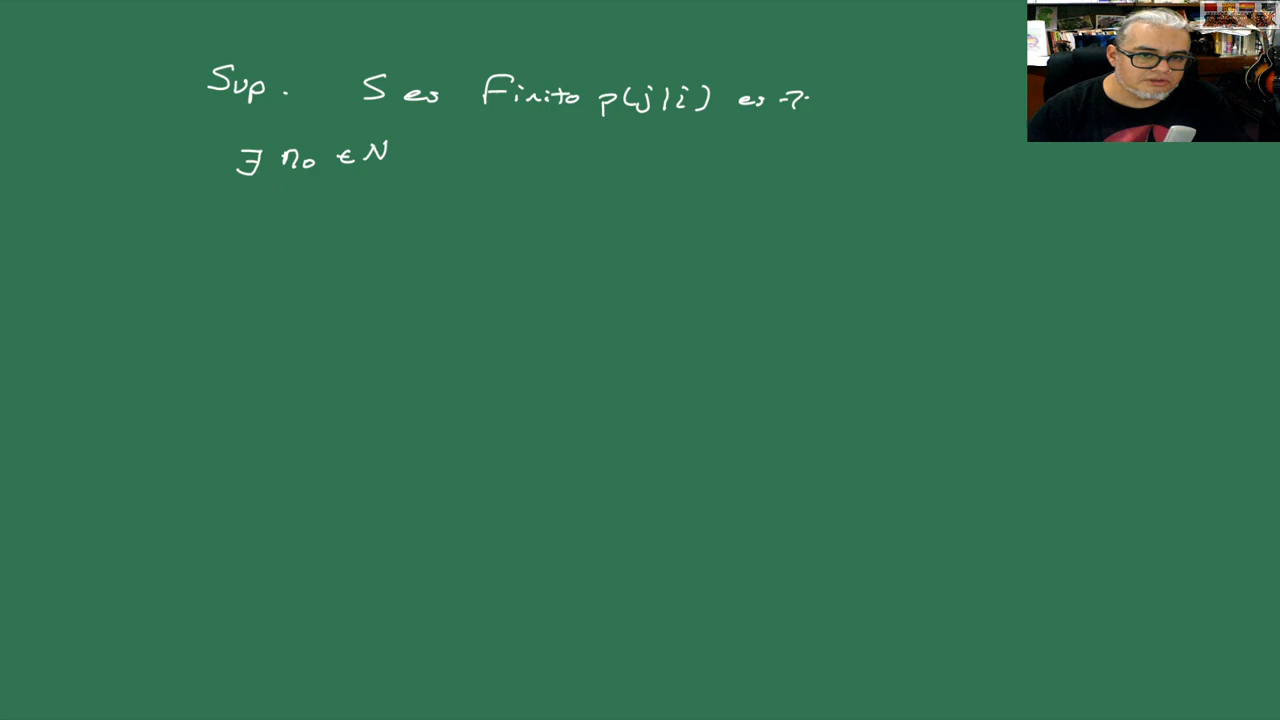 Sup. S es Finito p(j|i) es
∃ n₀ ∈ N